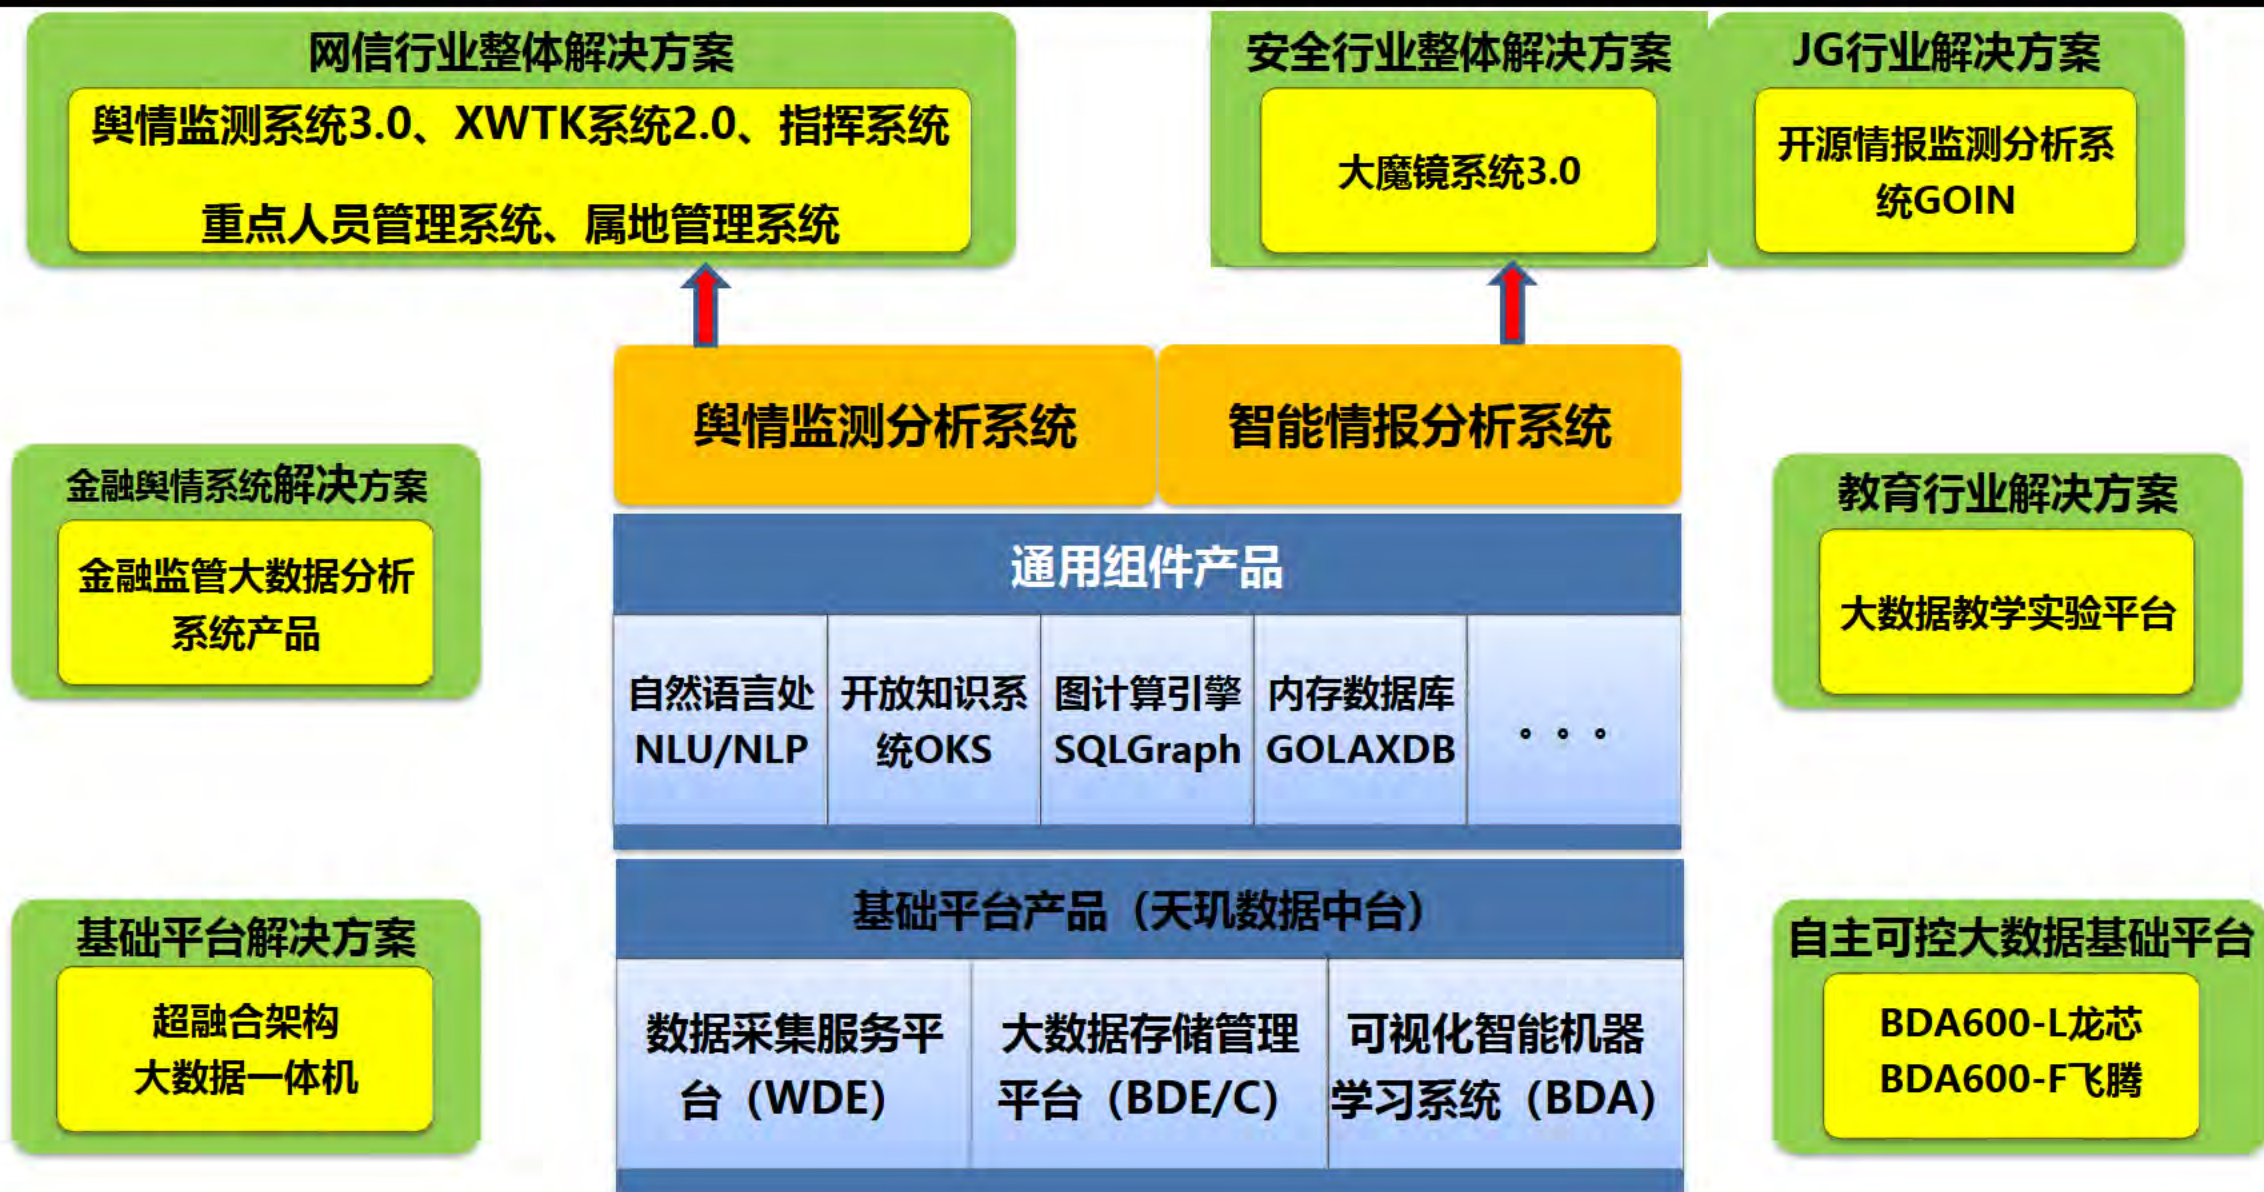 网信行业整体解决方案
舆情监测系统3.0、XWTK系统2.0、指挥系统
重点人员管理系统、属地管理系统
安全行业整体解决方案
大魔镜系统3.0
JG行业解决方案
开源情报监测分析系
统GOIN
舆情监测分析系统
智能情报分析系统
金融舆情系统解决方案
金融监管大数据分析
系统产品
通用组件产品
自然语言处
NLU/NLP
开放知识系
统OKS
图计算引擎
SQLGraph
内存数据库
GOLAXDB
。。。
教育行业解决方案
大数据教学实验平台
基础平台解决方案
超融合架构
大数据一体机
基础平台产品（天玑数据中台）
数据采集服务平
台（WDE）
大数据存储管理
平台（BDE/C）
可视化智能机器
学习系统（BDA）
自主可控大数据基础平台
BDA600-L龙芯
BDA600-F飞腾